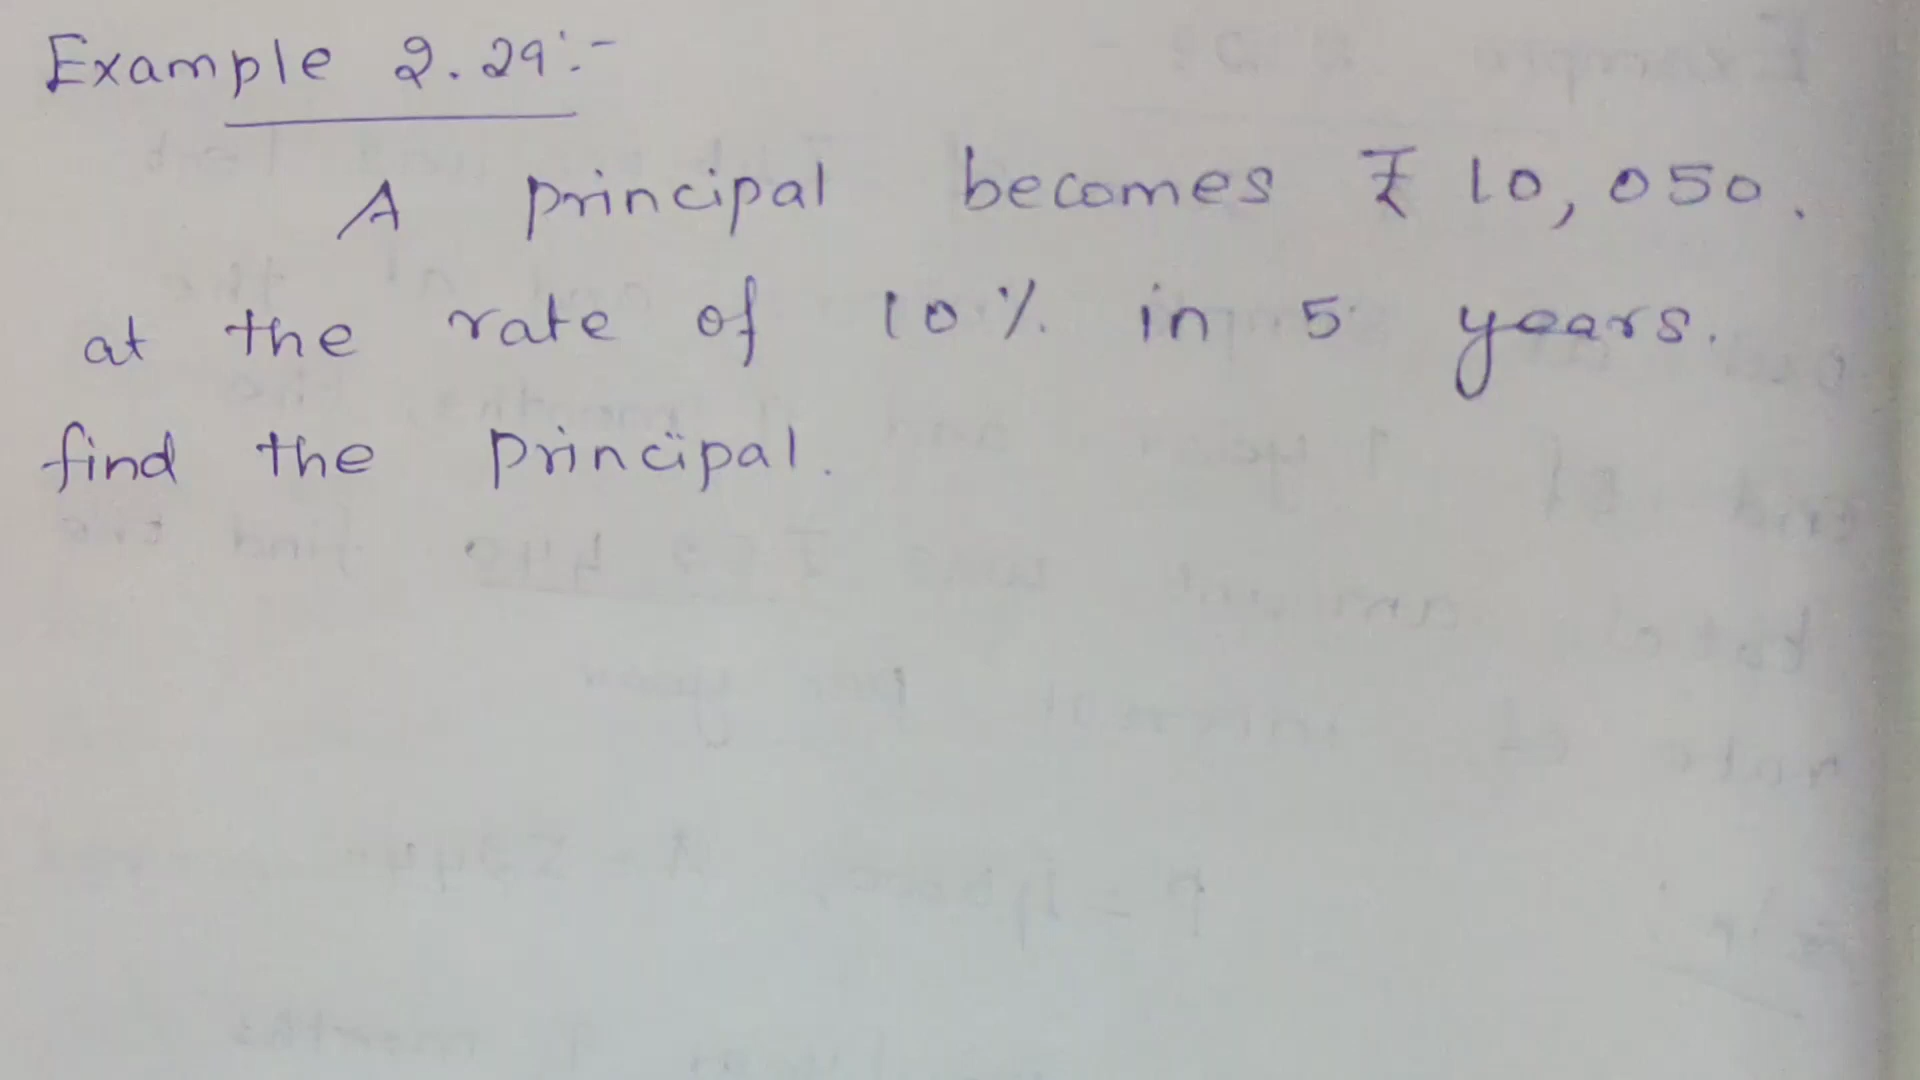 Example 2.29:-
A principal becomes ₹ 10,050.
at the rate of 10% in 5 years.
find the principal.